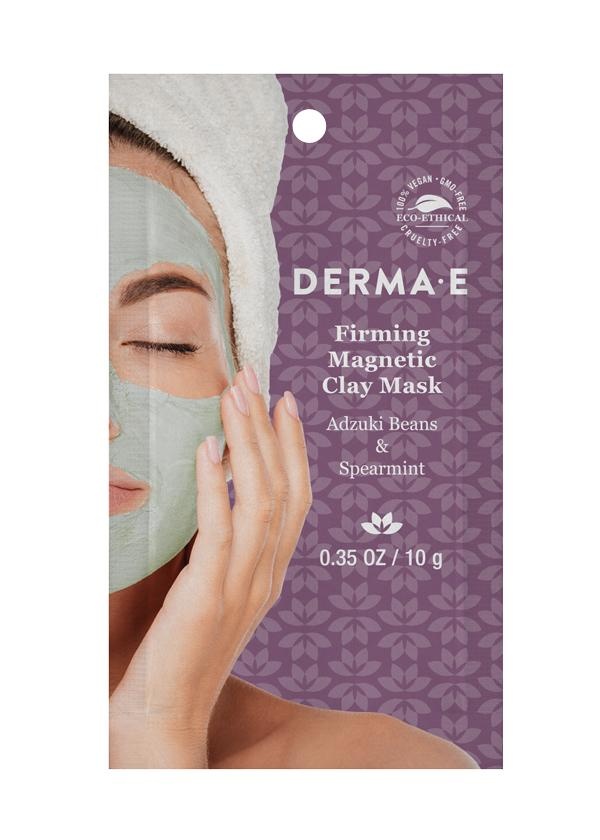 100% VEGAN • GMO-FREE
ECO-ETHICAL
CRUELTY-FREE
DERMA·E
Firming
Magnetic
Clay Mask
Adzuki Beans
&
Spearmint
0.35 OZ / 10 g